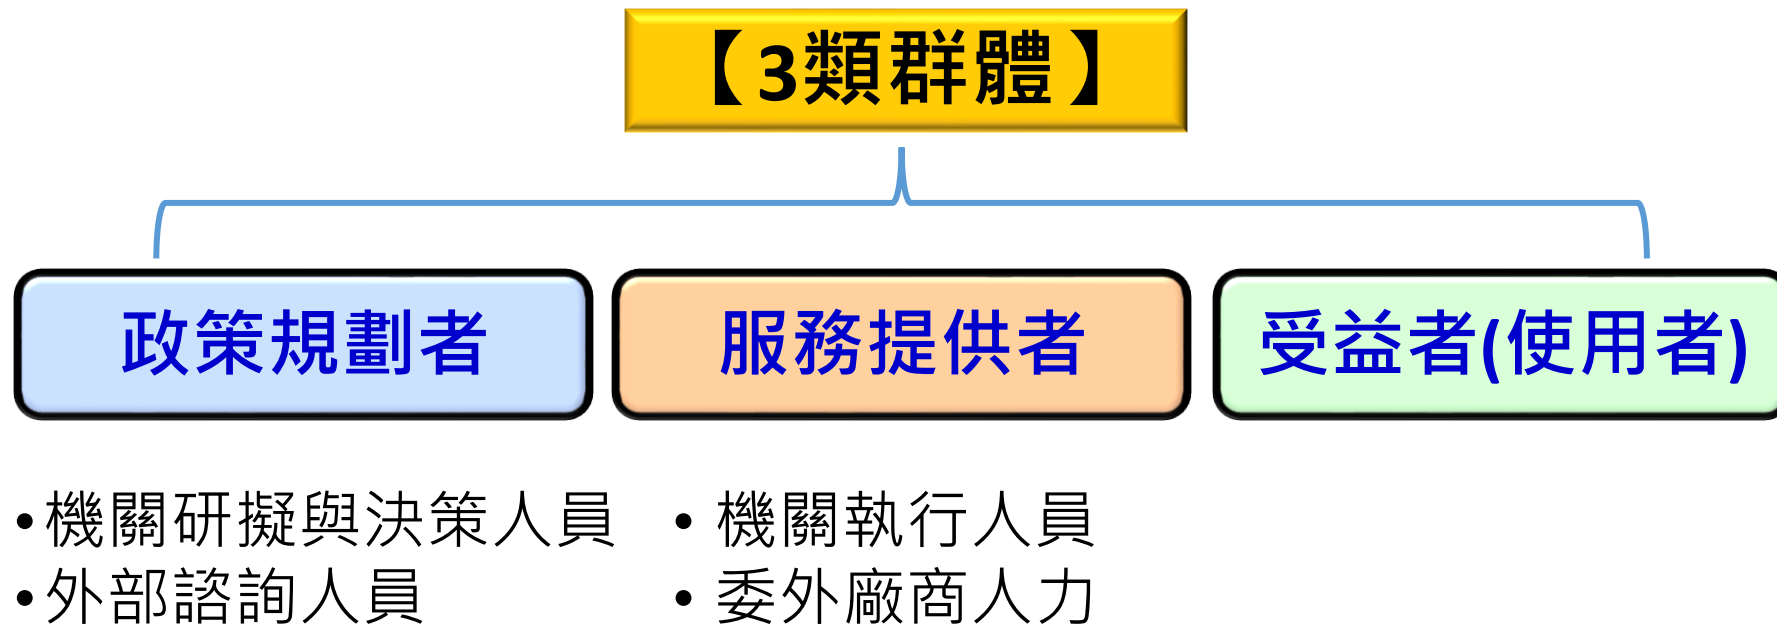 【3類群體】
政策規劃者
服務提供者
受益者(使用者)
•機關研擬與決策人員
•外部諮詢人員
• 機關執行人員
• 委外廠商人力